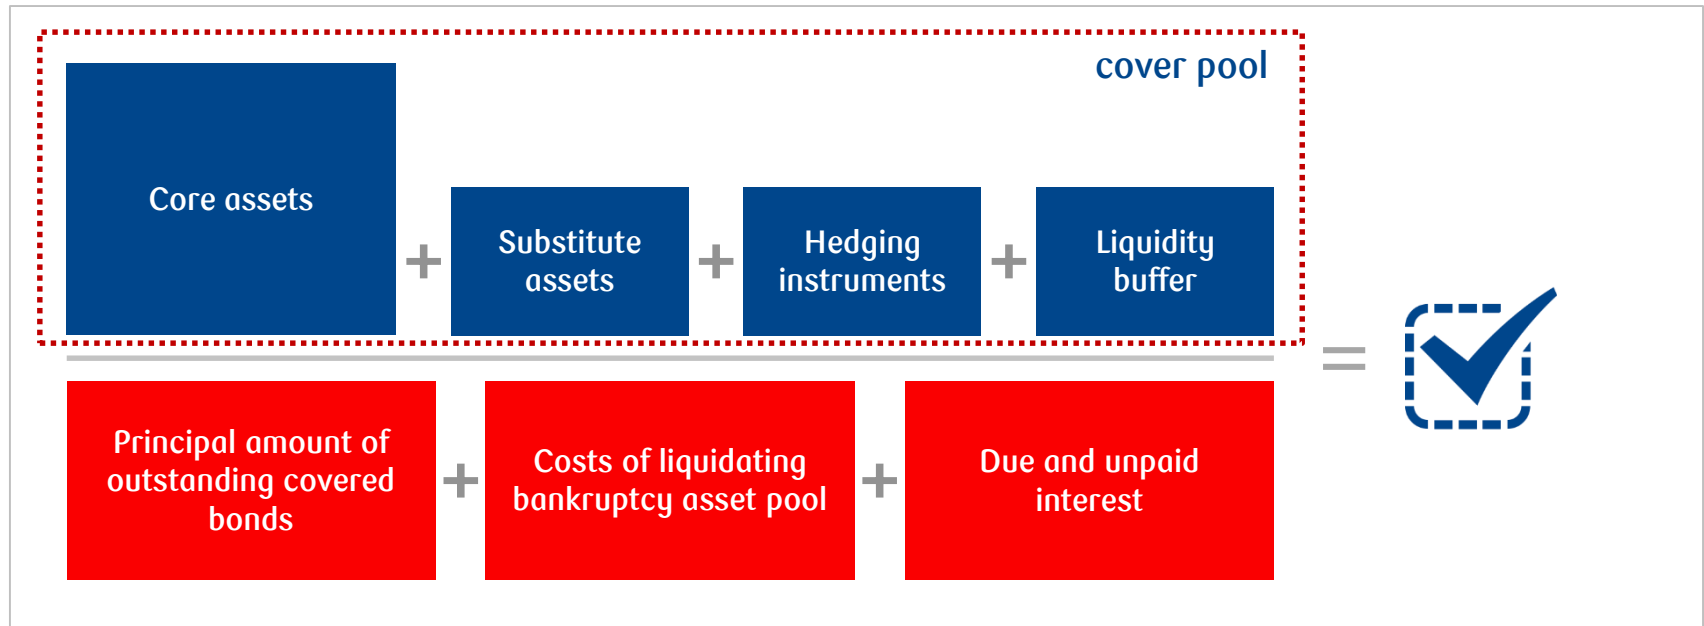 cover pool
Core assets
+
Substitute
assets
+
Hedging
instruments
+
Liquidity
buffer
=
Principal amount of
outstanding covered
bonds
+
Costs of liquidating
bankruptcy asset pool
+
Due and unpaid
interest